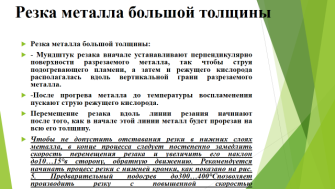 Резка металла большой толщины
Резка металла большой толщины:
- Мундштук резака вначале устанавливают перпендикулярно
поверхности разрезаемого металла, так чтобы струя
подогревающего пламени, а затем и режущего кислорода
располагалась вдоль вертикальной грани разрезаемого
металла.
-После прогрева металла до температуры воспламенения
пускают струю режущего кислорода.
Перемещение резака вдоль линии резания начинают
после того, как в начале этой линии металл будет прорезан на
всю его толщину.
Чтобы не допустить отставания резки в нижних слоях
металла, в конце процесса следует постепенно замедлить
скорость перемещения резака и увеличить его наклон
до10...15°в сторону, обратную движению. Рекомендуется
начинать процесс резки с нижней кромки, как показано на рис.
5. Предварительный подогрев до300...400°Cпозволяет
производить резку с повышенной скоростью